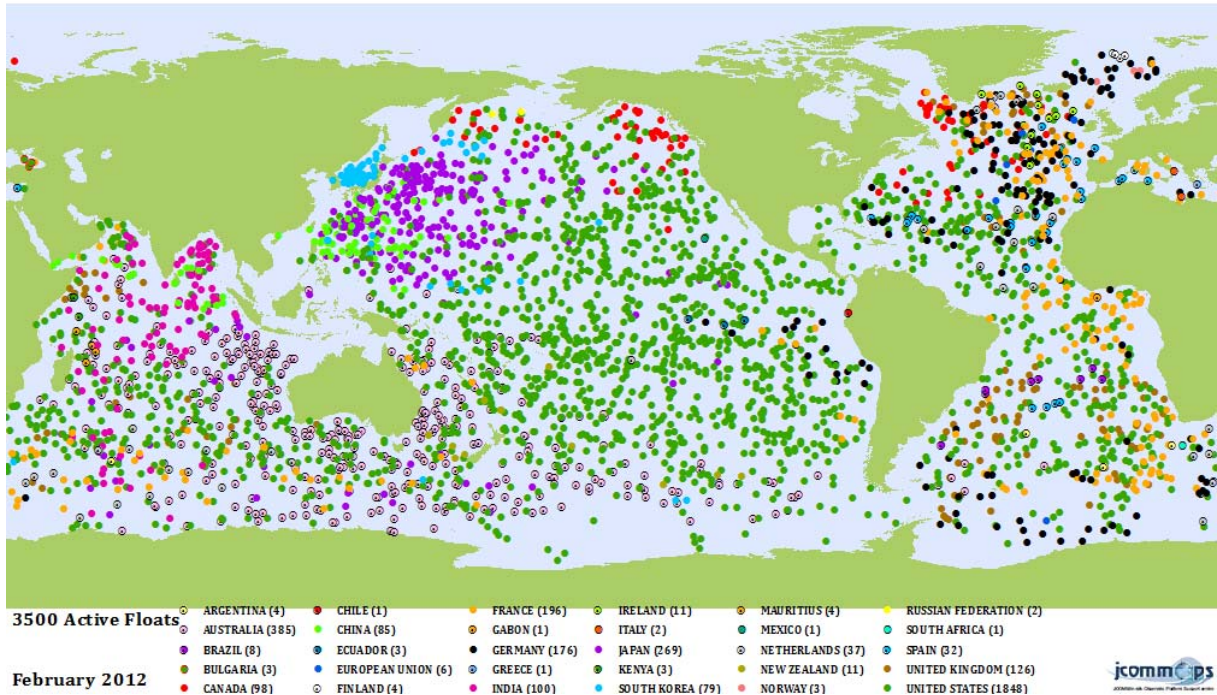 3500 Active Floats
ARGENTINA (4) CHILE (1) FRANCE (196) IRELAND (11) MAURITIUS (4) RUSSIAN FEDERATION (2)
AUSTRALIA (385) CHINA (85) GABON (1) ITALY (2) MEXICO (1) SOUTH AFRICA (1)
BRAZIL (8) ECUADOR (3) GERMANY (176) JAPAN (269) NETHERLANDS (37) SPAIN (32)
BULGARIA (3) EUROPEAN UNION (6) GREECE (1) KENYA (3) NEW ZEALAND (11) UNITED KINGDOM (126)
February 2012
CANADA (98) FINLAND (4) INDIA (100) SOUTH KOREA (79) NORWAY (3) UNITED STATES (1848)
jcommops